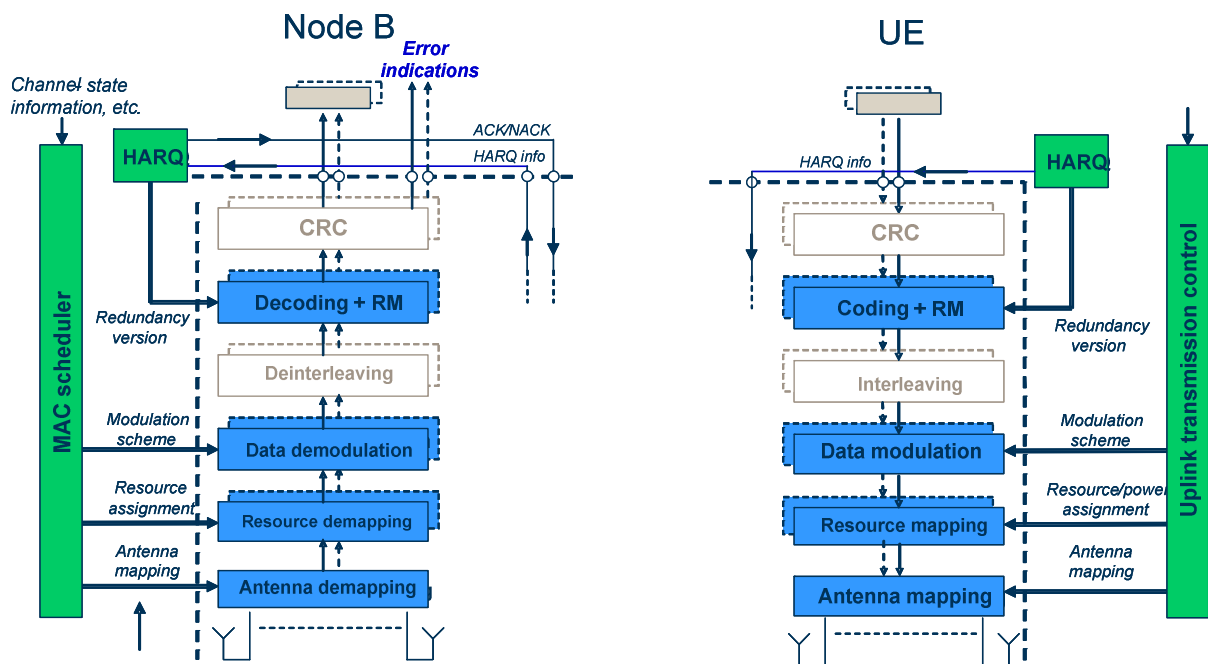 Node B
UE
Error
indications
Channel state
information, etc.
HARQ
ACK/NACK
HARQ info
HARQ info
HARQ
CRC
CRC
Decoding + RM
Coding + RM
Redundancy
version
Redundancy
version
MAC scheduler
Uplink transmission control
Deinterleaving
Interleaving
Modulation
scheme
Data demodulation
Data modulation
Modulation
scheme
Resource
assignment
Resource demapping
Resource mapping
Resource/power
assignment
Antenna
mapping
Antenna demapping
Antenna mapping
Antenna
mapping